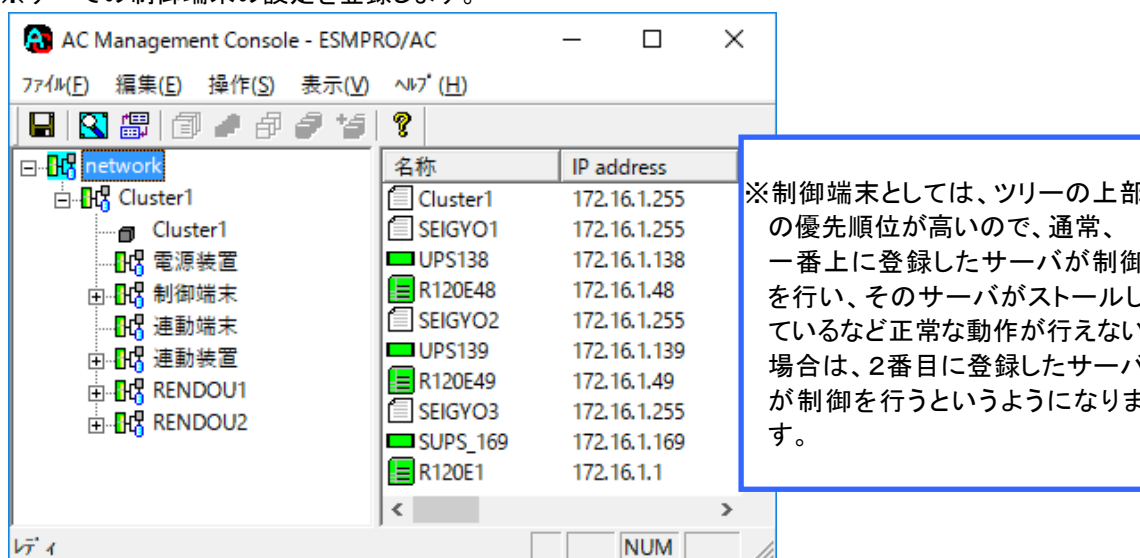 AC Management Console - ESMPRO/AC
ファイル(F) 編集(E) 操作(S) 表示(V) ヘルプ(H)
network
Cluster1
Cluster1
電源装置
制御端末
連動端末
連動装置
RENDOU1
RENDOU2
名称 IP address
Cluster1 172.16.1.255
SEIGYO1 172.16.1.255
UPS138 172.16.1.138
R120E48 172.16.1.48
SEIGYO2 172.16.1.255
UPS139 172.16.1.139
R120E49 172.16.1.49
SEIGYO3 172.16.1.255
SUPS_169 172.16.1.169
R120E1 172.16.1.1
レディ NUM
※制御端末としては、ツリーの上部
の優先順位が高いので、通常、
一番上に登録したサーバが制御
を行い、そのサーバがストールし
ているなど正常な動作が行えない
場合は、2番目に登録したサーバ
が制御を行うというようになりま
す。